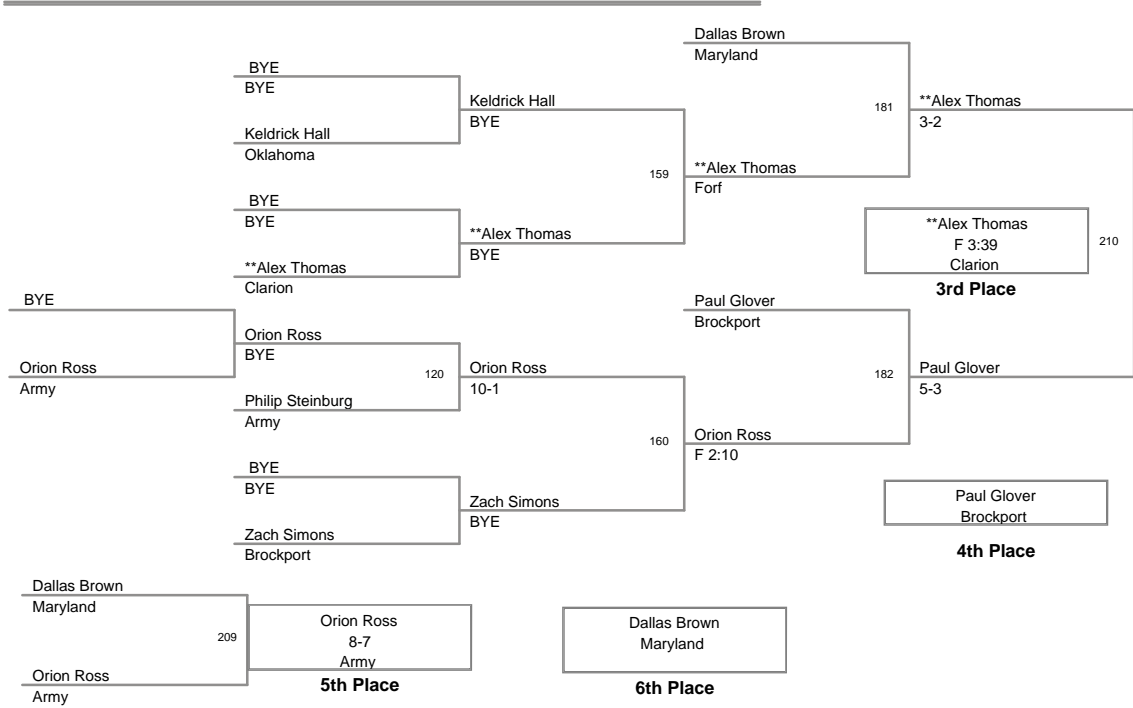 Dallas Brown
Maryland
BYE
BYE
Keldrick Hall
BYE
181
**Alex Thomas
3-2
Keldrick Hall
Oklahoma
159
**Alex Thomas
Forf
BYE
BYE
**Alex Thomas
BYE
**Alex Thomas
F 3:39
Clarion
210
3rd Place
**Alex Thomas
Clarion
BYE
Paul Glover
Brockport
Orion Ross
BYE
Orion Ross
Army
120
Orion Ross
10-1
182
Paul Glover
5-3
Philip Steinburg
Army
160
Orion Ross
F 2:10
BYE
BYE
Zach Simons
BYE
Paul Glover
Brockport
4th Place
Zach Simons
Brockport
Dallas Brown
Maryland
209
Orion Ross
8-7
Army
5th Place
Dallas Brown
Maryland
6th Place
Orion Ross
Army